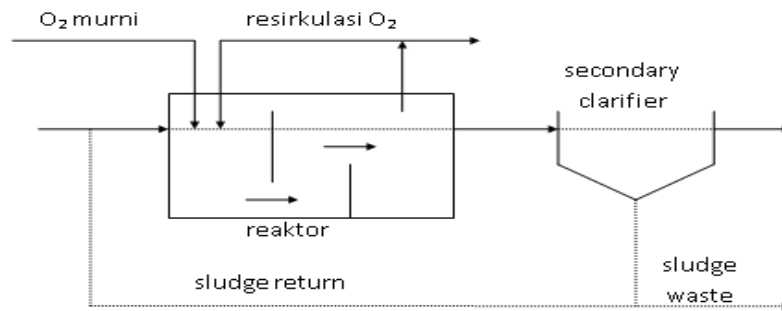 O₂ murni
resirkulasi O₂
secondary
clarifier
reaktor
sludge return
sludge
waste